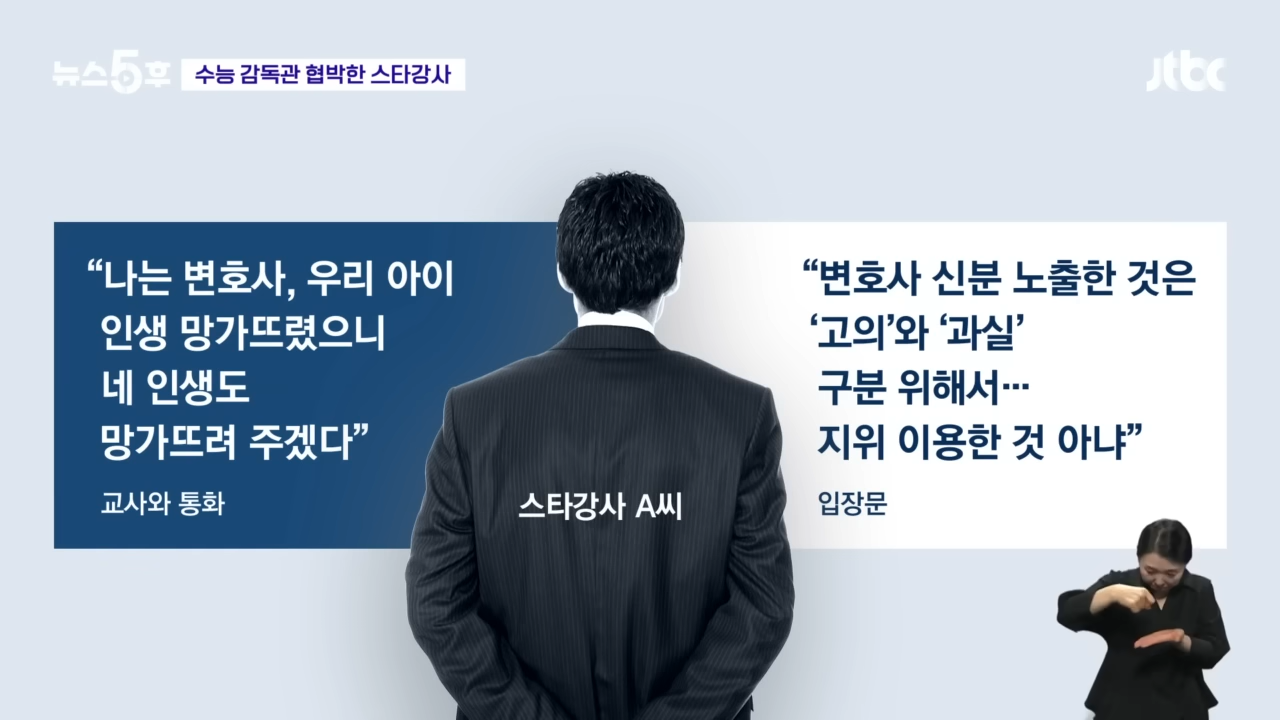 뉴스5후
수능 감독관 협박한 스타강사
jtbc
“나는 변호사, 우리 아이
인생 망가뜨렸으니
네 인생도
망가뜨려 주겠다”
교사와 통화
스타강사 A씨
“변호사 신분 노출한 것은
‘고의’와 ‘과실’
구분 위해서…
지위 이용한 것 아냐”
입장문